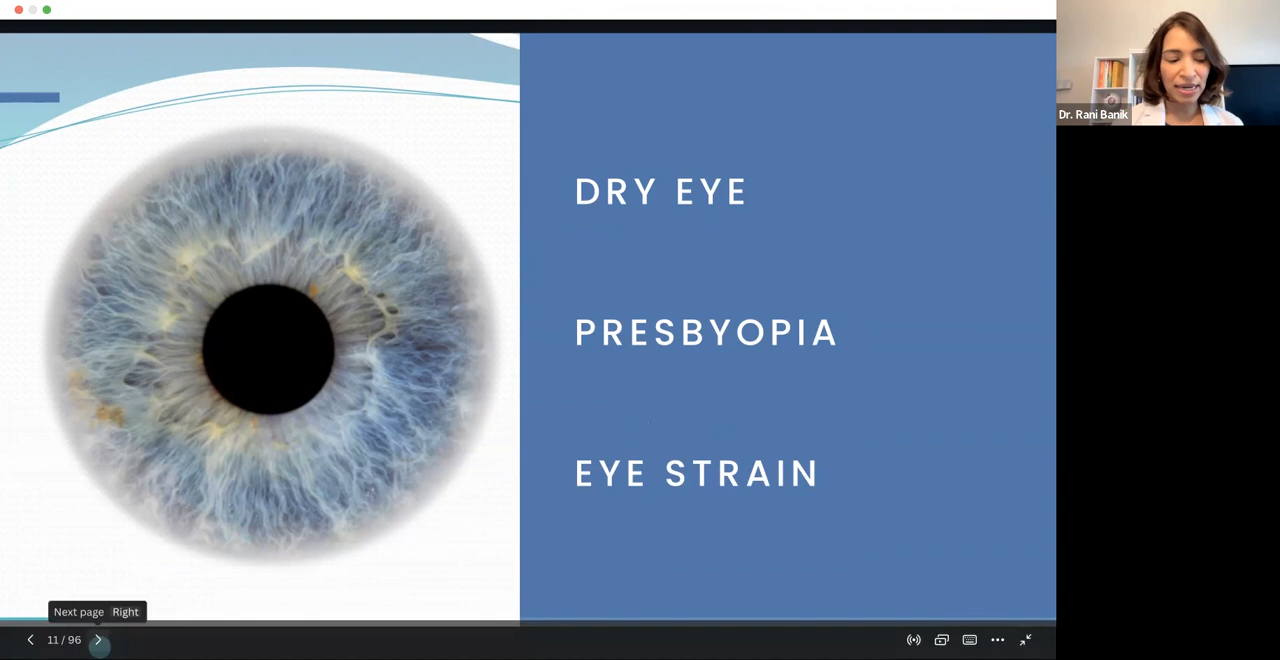 Dr. Rani Banik
DRY EYE
PRESBYOPIA
EYE STRAIN
Next page Right
11 / 96